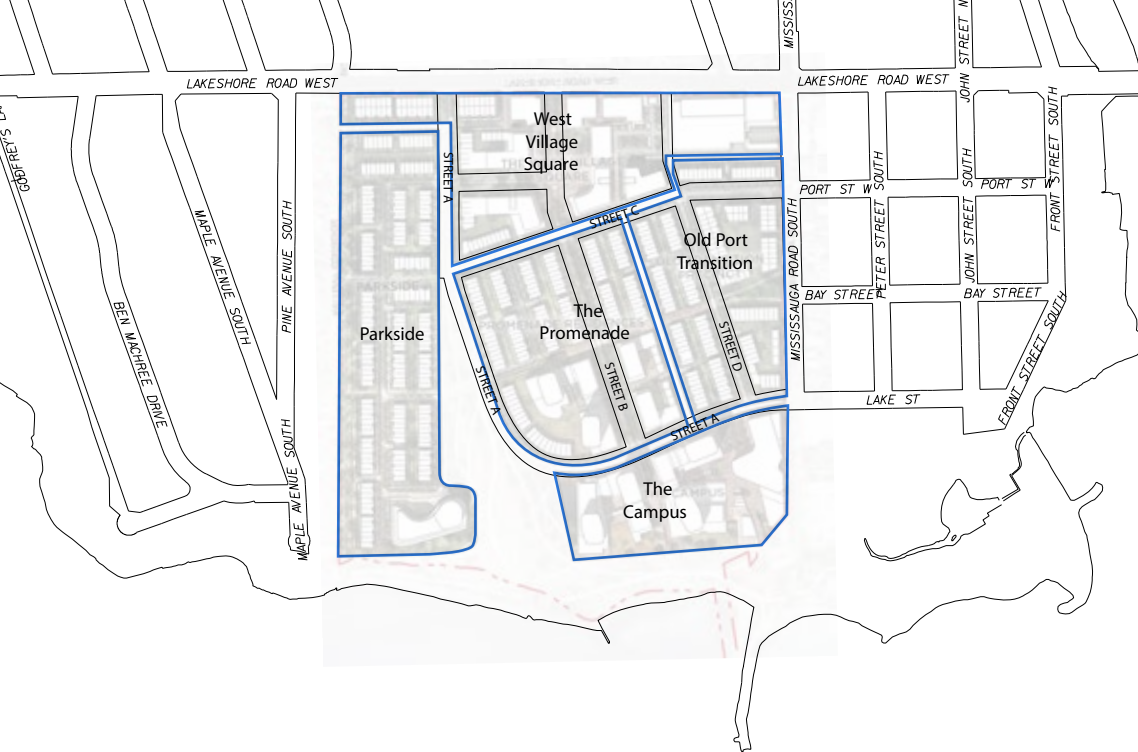 MISSISS
JOHN STREET N
LAKESHORE ROAD WEST
LAKESHORE ROAD WEST
GODFREY'S LA
West
Village
Square
STREET A
FRONT STREET SOUTH
JOHN STREET SOUTH
PETER STREET SOUTH
PORT ST W
PORT ST W
MAPLE AVENUE SOUTH
PINE AVENUE SOUTH
STREET C
MISSISSAUGA ROAD SOUTH
Old Port
Transition
BAY STREET
BAY STREET
BEN MACHREE DRIVE
Parkside
The
Promenade
STREET D
FRONT STREET SOUTH
STREET A
STREET B
LAKE ST
STREET A
MAPLE AVENUE SOUTH
The
Campus